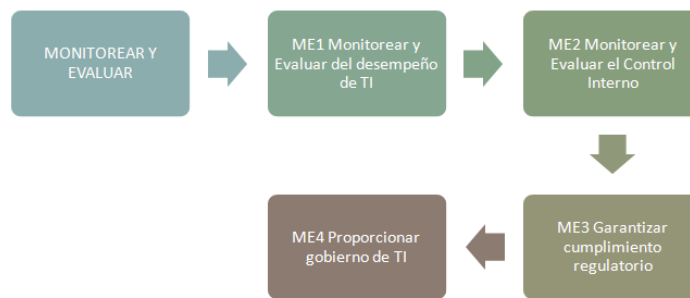 MONITOREAR Y
EVALUAR
ME1 Monitorear y
Evaluar del desempeño
de TI
ME2 Monitorear y
Evaluar el Control
Interno
ME3 Garantizar
cumplimiento
regulatorio
ME4 Proporcionar
gobierno de TI